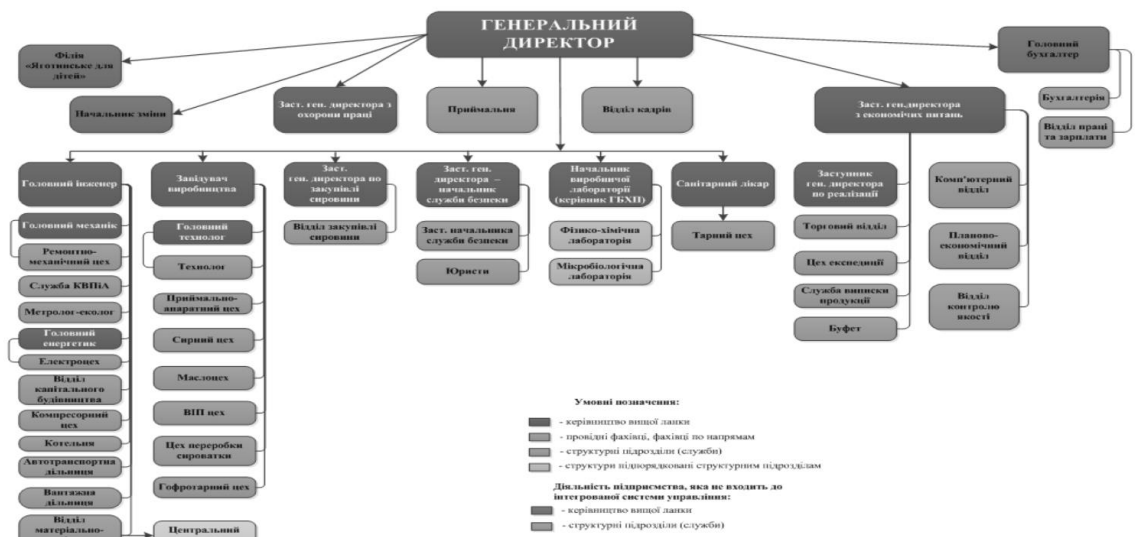 ГЕНЕРАЛЬНИЙ
ДИРЕКТОР
Філія
«Яготинське для
дітей»
Головний
бухгалтер
Начальник зміни
Заст. ген. директора з
охорони праці
Приймальня
Відділ кадрів
Заст. ген.директора
з економічих питань
Бухгалтерія
Відділ праці
та зарплати
Головний інженер
Завідувач
виробництва
Заст.
ген. директора по
закупівлі
сировини
Заст. ген.
директора –
начальник
служби безпеки
Начальник
виробничої
лабораторії
(керівник ГБХП)
Санітарний лікар
Заступник
ген. директора
по реалізації
Комп'ютерний
відділ
Головний механік
Головний
технолог
Відділ закупівлі
сировини
Заст. начальника
служби безпеки
Фізико-хімічна
лабораторія
Тарний цех
Торговий відділ
Планово-
економічний
відділ
Ремонтно-
механічний цех
Технолог
Юристи
Мікробіологічна
лабораторія
Цех експедиції
Служба КВПіА
Приймально-
апаратний цех
Служба виписки
продукції
Відділ
контролю
якості
Метролог-еколог
Сирний цех
Буфет
Головний
енергетик
Електроцех
Маслоцех
Відділ
капітального
будівництва
ВІП цех
Компресорний
цех
Котельня
Цех переробки
сироватки
Автотранспортна
дільниця
Гофротарний цех
Вантажна
дільниця
Відділ
матеріально-
Центральний
Умовні позначення:
- керівництво вищої ланки
- провідні фахівці, фахівці по напрямам
- структурні підрозділи (служби)
- структури підпорядковані структурним підрозділам
Діяльність підприємства, яка не входить до
інтегрованої системи управління:
- керівництво вищої ланки
- структурні підрозділи (служби)